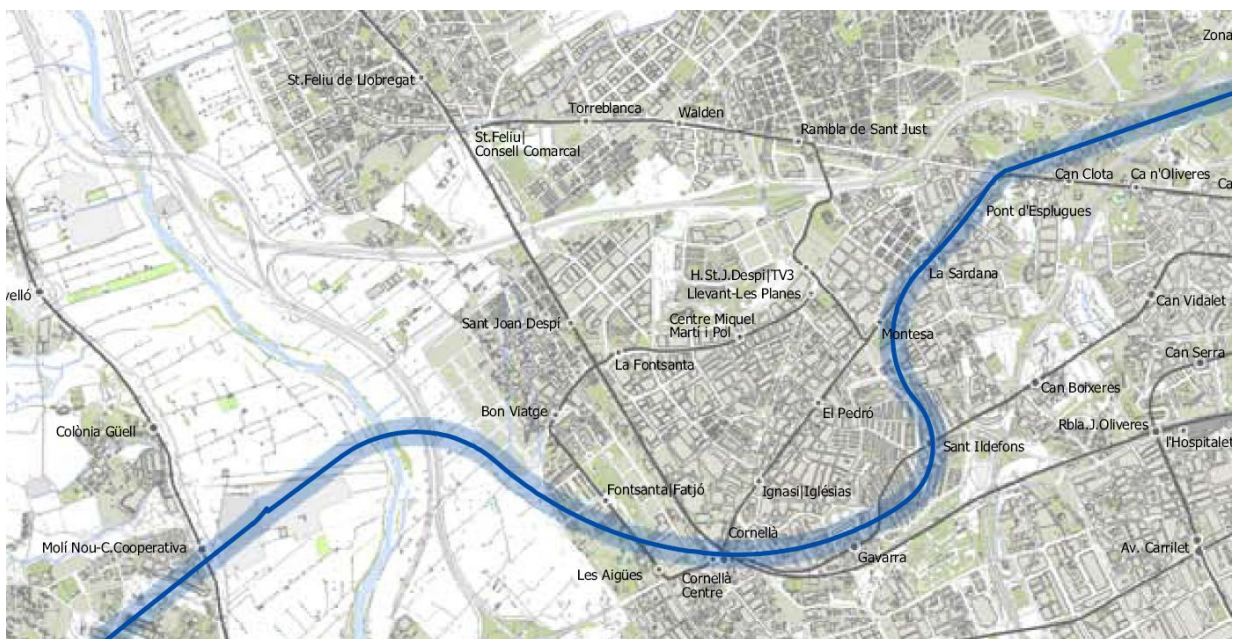 Zona
St.Feliu de Llobregat
Torreblanca
Walden
Rambla de Sant Just
St.Feliu|
Consell Comarcal
Can Clota
Ca n'Oliveres
Ca
Pont d'Esplugues
La Sardana
H.St.J.Despí|TV3
Llevant-Les Planes
velló
Can Vidalet
Sant Joan Despí
Centre Miquel
Martí i Pol
Montesa
La Fontsanta
Can Serra
Can Boixeres
Bon Viatge
El Pedró
Colònia Güell
Rbla.J.Oliveres
l'Hospitalet
Sant Ildefons
Fontsanta|Fatjó
Ignasi|Iglésias
Molí Nou-C.Cooperativa
Cornellà
Gavarra
Av. Carrilet
Les Aigües
Cornellà
Centre